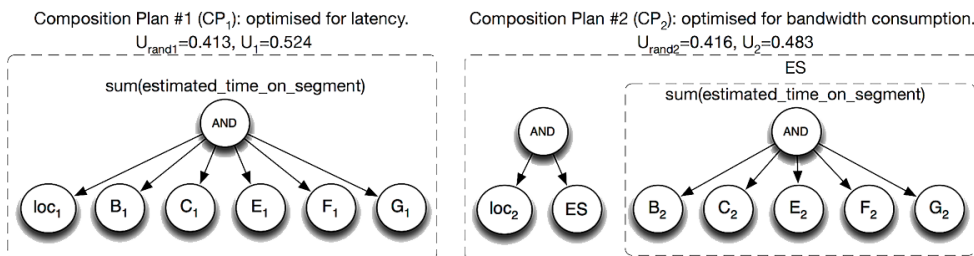 Composition Plan #1 (CP₁): optimised for latency.
U_rand1=0.413, U₁=0.524
sum(estimated_time_on_segment)
AND
loc₁ B₁ C₁ E₁ F₁ G₁
Composition Plan #2 (CP₂): optimised for bandwidth consumption.
U_rand2=0.416, U₂=0.483
ES
sum(estimated_time_on_segment)
AND AND
loc₂ ES B₂ C₂ E₂ F₂ G₂